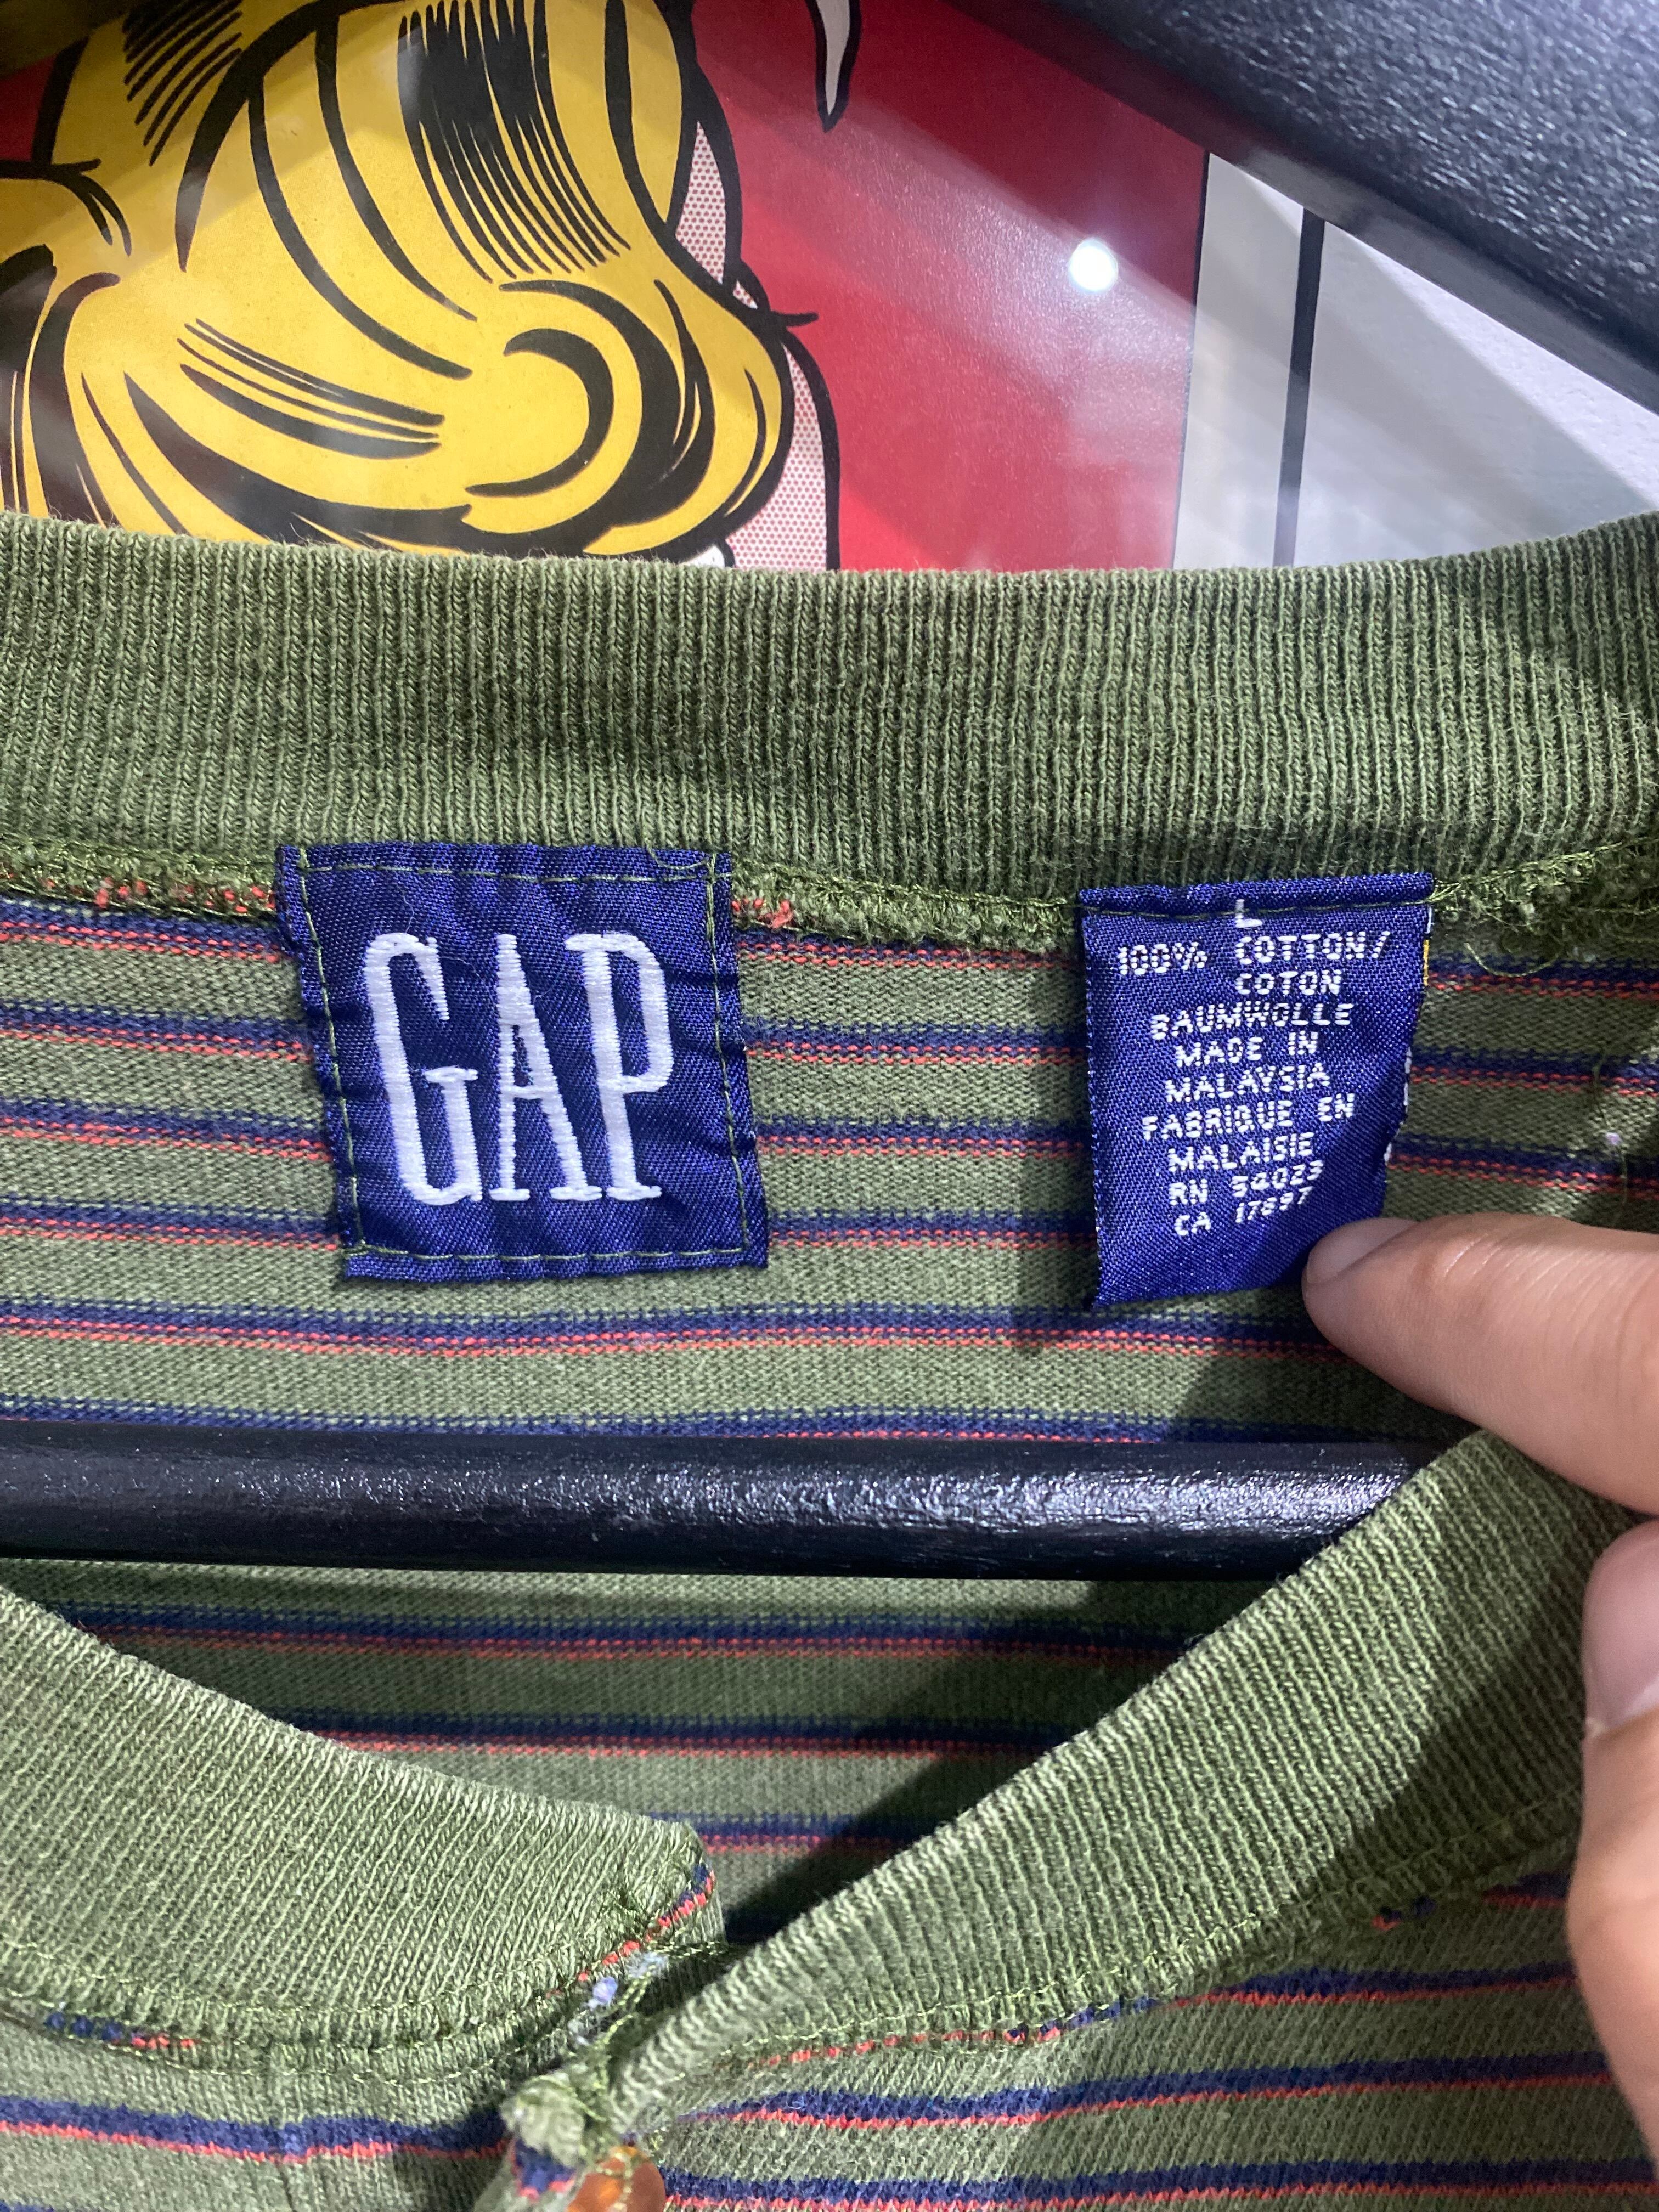 GAP
L
100% COTTON/
COTON
BAUMWOLLE
MADE IN
MALAYSIA
FABRIQUE EN
MALAISIE
RN 54023
CA 17897